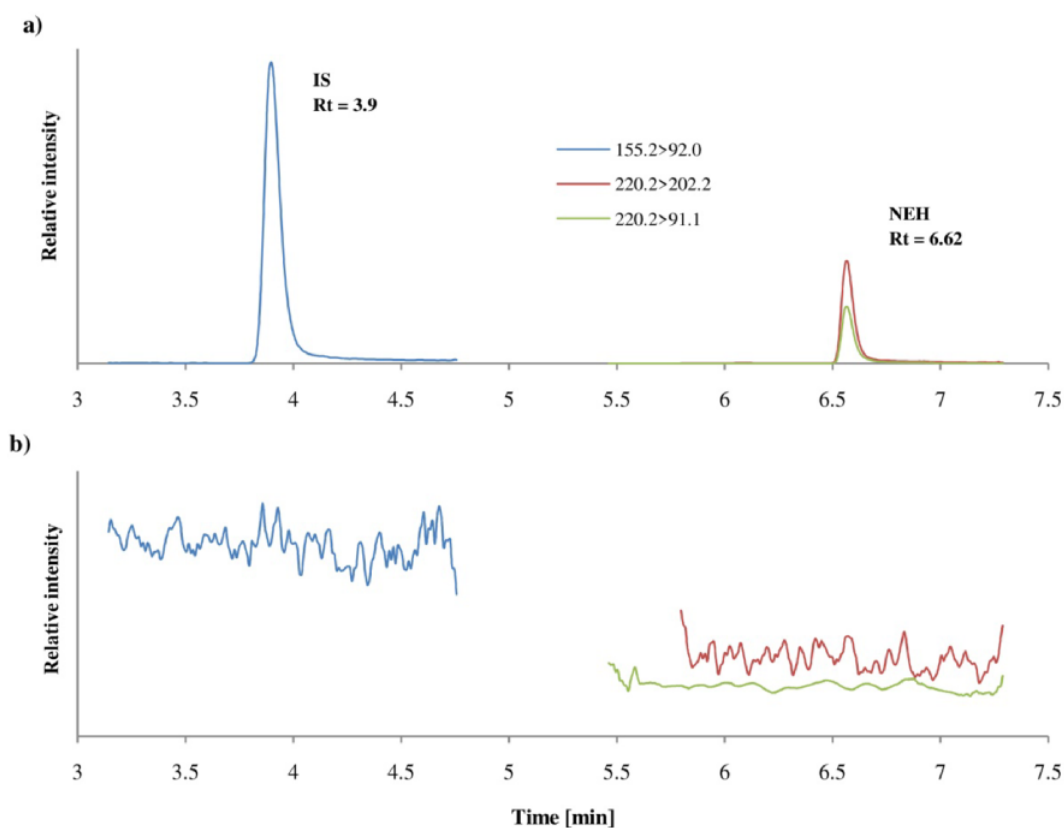 a)
Relative intensity
IS
Rt = 3.9
155.2>92.0
220.2>202.2
220.2>91.1
NEH
Rt = 6.62
3 3.5 4 4.5 5 5.5 6 6.5 7 7.5
b)
Relative intensity
3 3.5 4 4.5 5 5.5 6 6.5 7 7.5
Time [min]